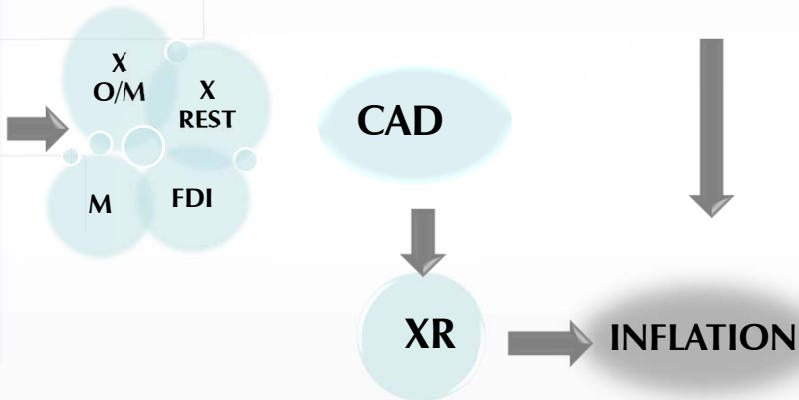 X
O/M
X
REST
M
FDI
CAD
XR
INFLATION